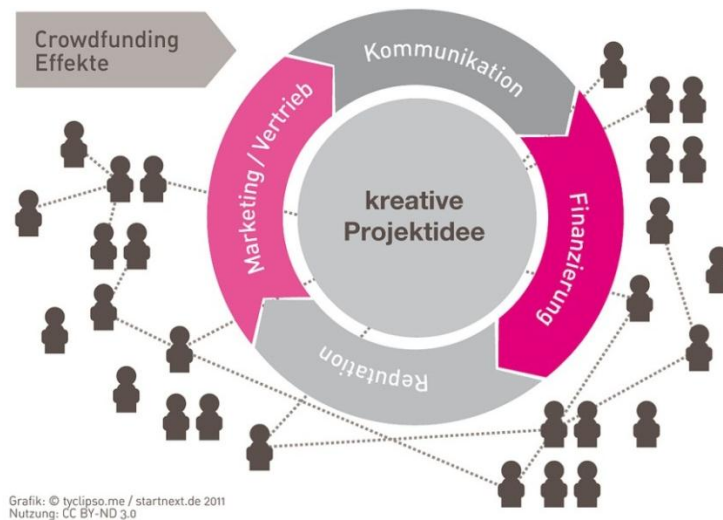 Crowdfunding
Effekte
Kommunikation
Marketing / Vertrieb
kreative
Projektidee
Finanzierung
Reputation
Grafik: © tyclipso.me / startnext.de 2011
Nutzung: CC BY-ND 3.0